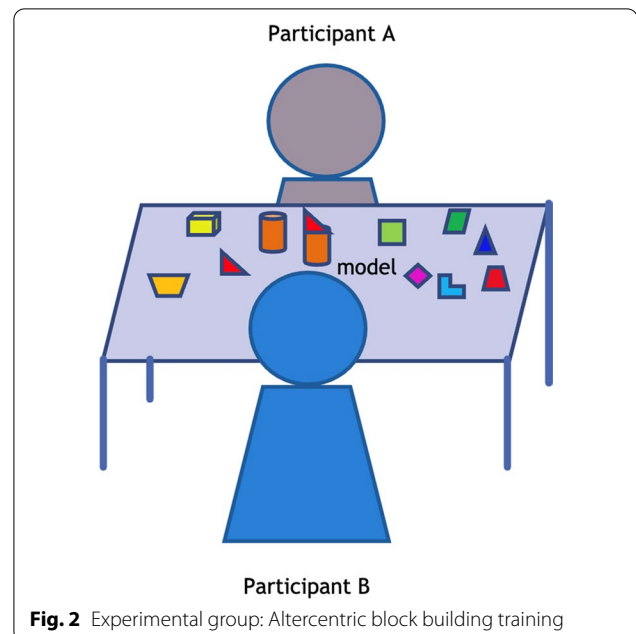 Participant A
model
Participant B
Fig. 2 Experimental group: Altercentric block building training